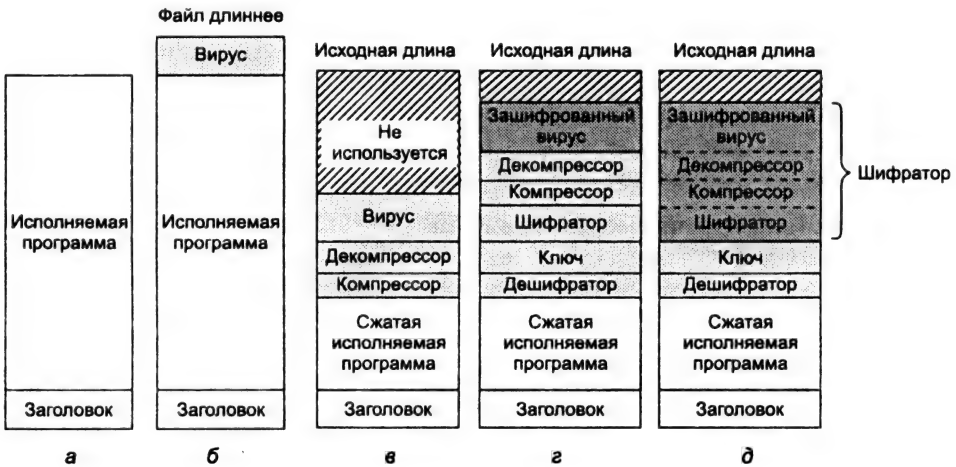 Файл длиннее
Вирус
Исходная длина
Исходная длина
Исходная длина
Исполняемая
программа
Исполняемая
программа
Не
используется
Вирус
Декомпрессор
Компрессор
Сжатая
исполняемая
программа
Зашифрованный
вирус
Декомпрессор
Компрессор
Шифратор
Ключ
Дешифратор
Сжатая
исполняемая
программа
Зашифрованный
вирус
Декомпрессор
Компрессор
Шифратор
Ключ
Дешифратор
Сжатая
исполняемая
программа
Шифратор
Заголовок
Заголовок
Заголовок
Заголовок
Заголовок
а
б
в
г
д